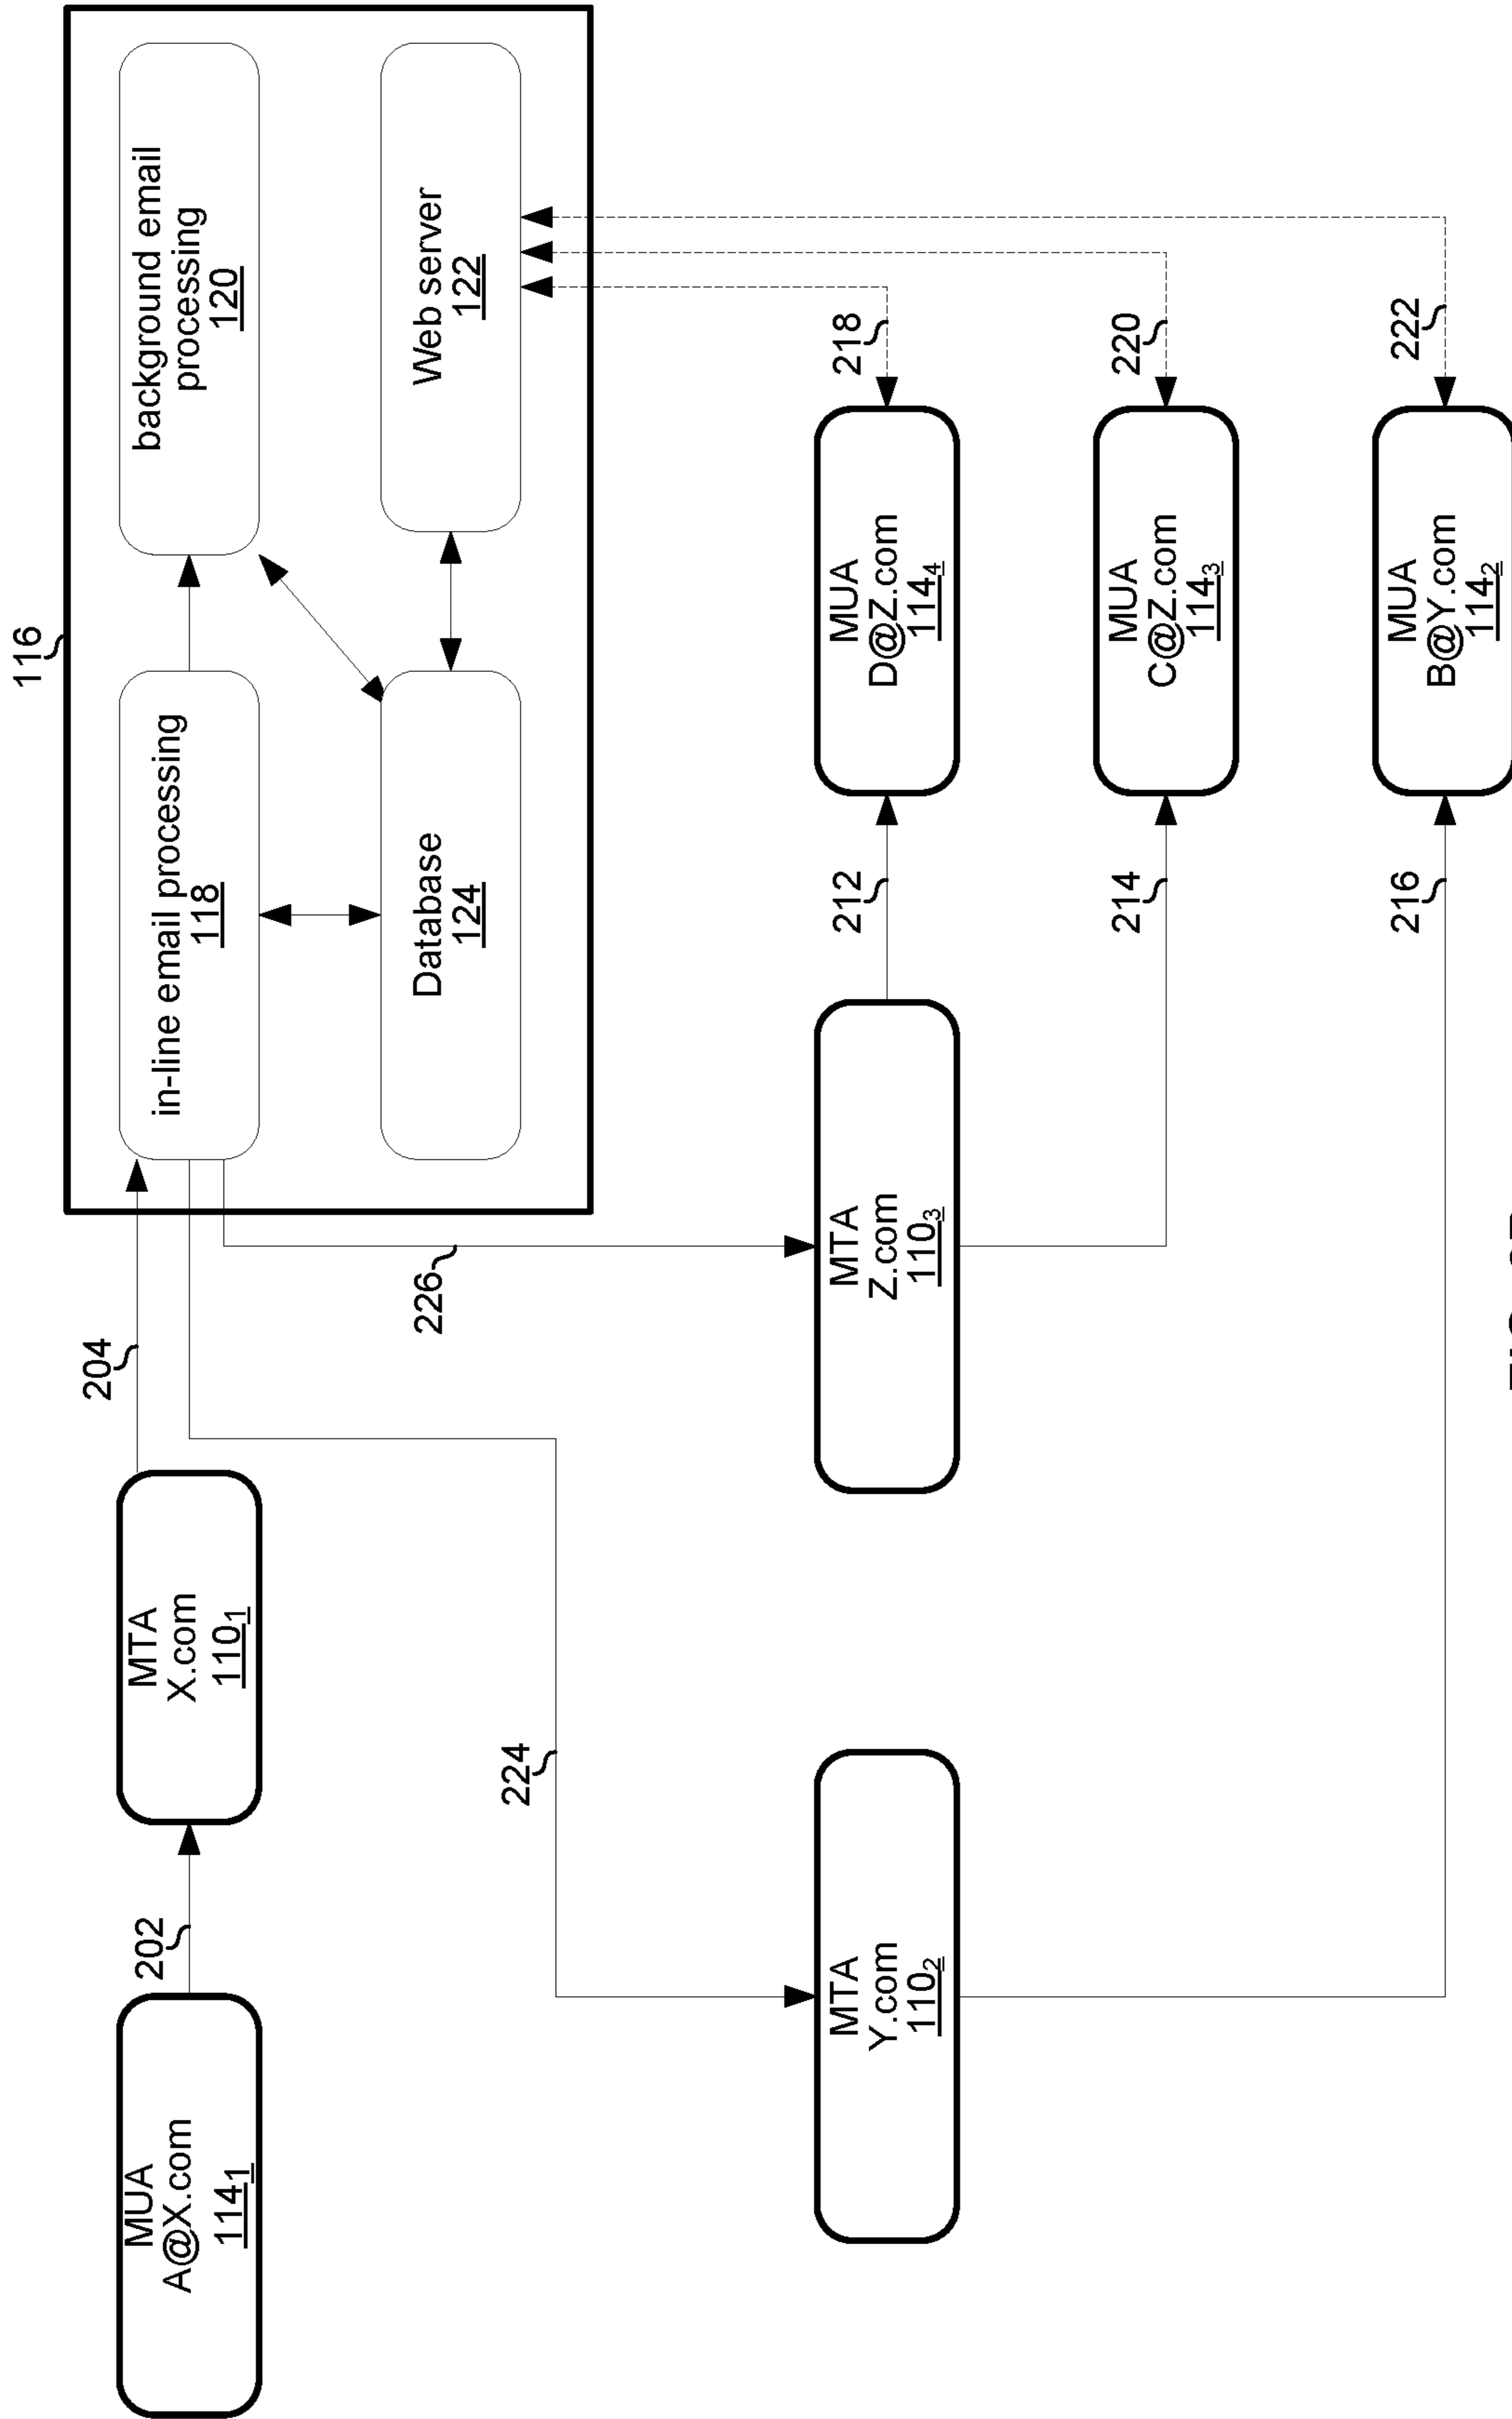 116
background email
processing
120
Web server
122
in-line email processing
118
Database
124
204
226
MTA
X.com
110₁
202
MUA
A@X.com
114₁
224
MTA
Y.com
110₂
MTA
Z.com
110₃
212
214
216
218
220
222
MUA
D@Z.com
114₄
MUA
C@Z.com
114₃
MUA
B@Y.com
114₂